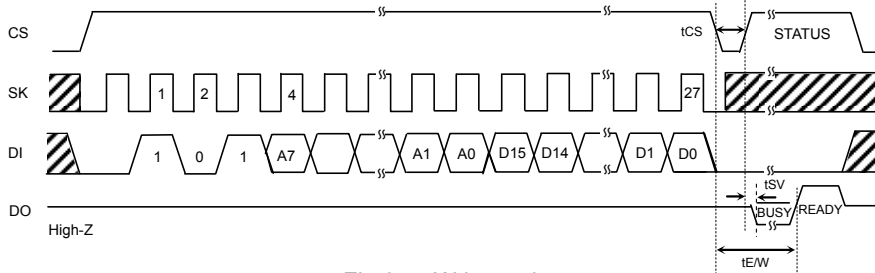 CS tCS STATUS
SK 1 2 4 27
DI 1 0 1 A7 A1 A0 D15 D14 D1 D0
tSV
DO BUSY READY
High-Z
tE/W